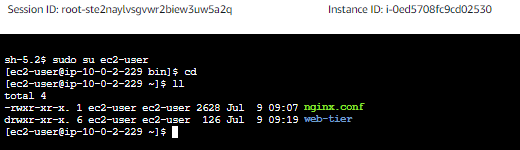 Session ID: root-ste2naylvsgvwr2biew3uw5a2q Instance ID: i-0ed5708fc9cd02530
sh-5.2$ sudo su ec2-user
[ec2-user@ip-10-0-2-229 bin]$ cd
[ec2-user@ip-10-0-2-229 ~]$ ll
total 4
-rwxr-xr-x. 1 ec2-user ec2-user 2628 Jul  9 09:07 nginx.conf
drwxr-xr-x. 6 ec2-user ec2-user  126 Jul  9 09:19 web-tier
[ec2-user@ip-10-0-2-229 ~]$